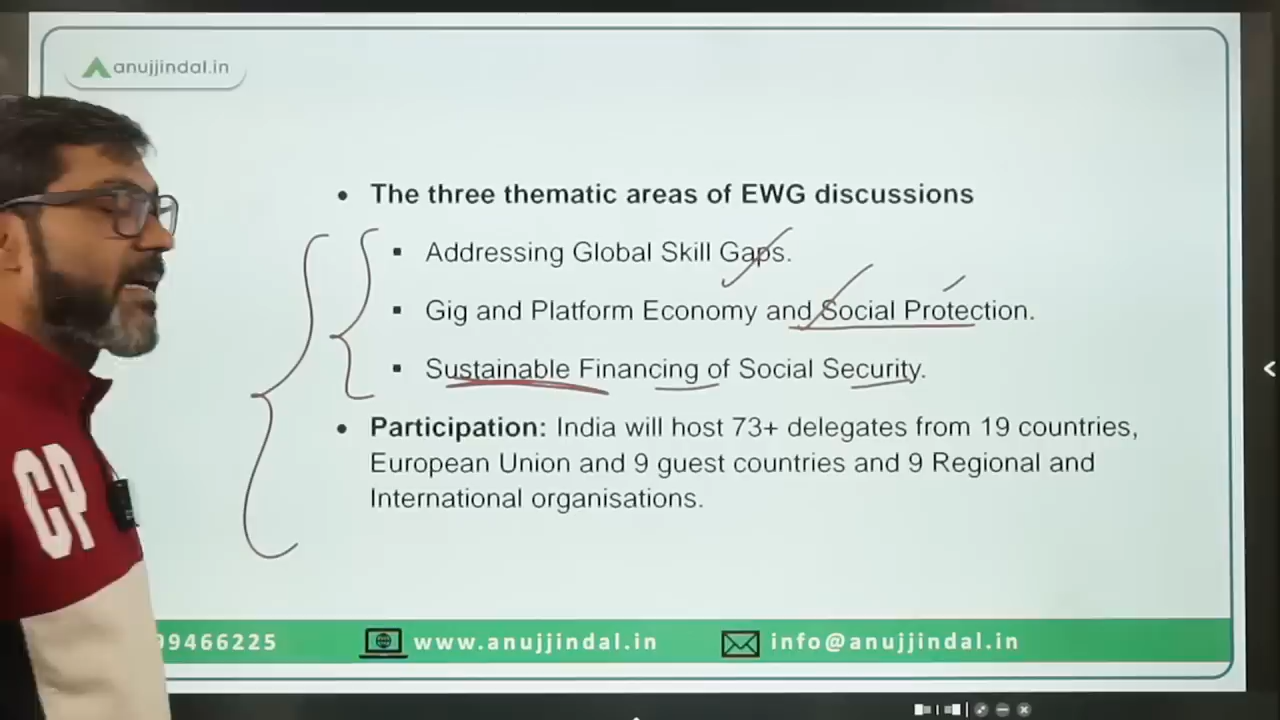 anujjindal.in
The three thematic areas of EWG discussions
Addressing Global Skill Gaps.
Gig and Platform Economy and Social Protection.
Sustainable Financing of Social Security.
Participation: India will host 73+ delegates from 19 countries,
European Union and 9 guest countries and 9 Regional and
International organisations.
CP
99466225 www.anujjindal.in info@anujjindal.in